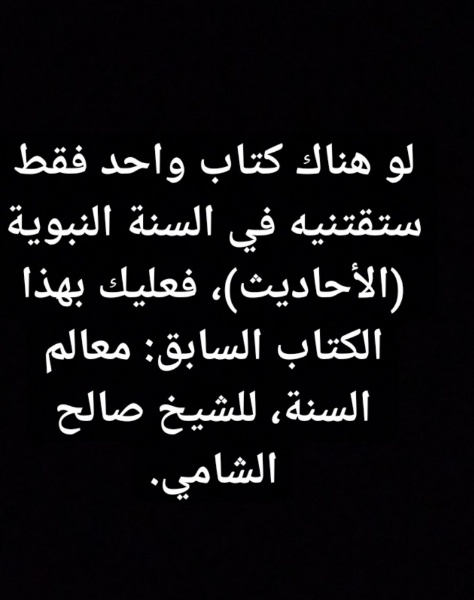 لو هناك كتاب واحد فقط
ستقتنيه في السنة النبوية
(الأحاديث)، فعليك بهذا
الكتاب السابق: معالم
السنة، للشيخ صالح
الشامي.